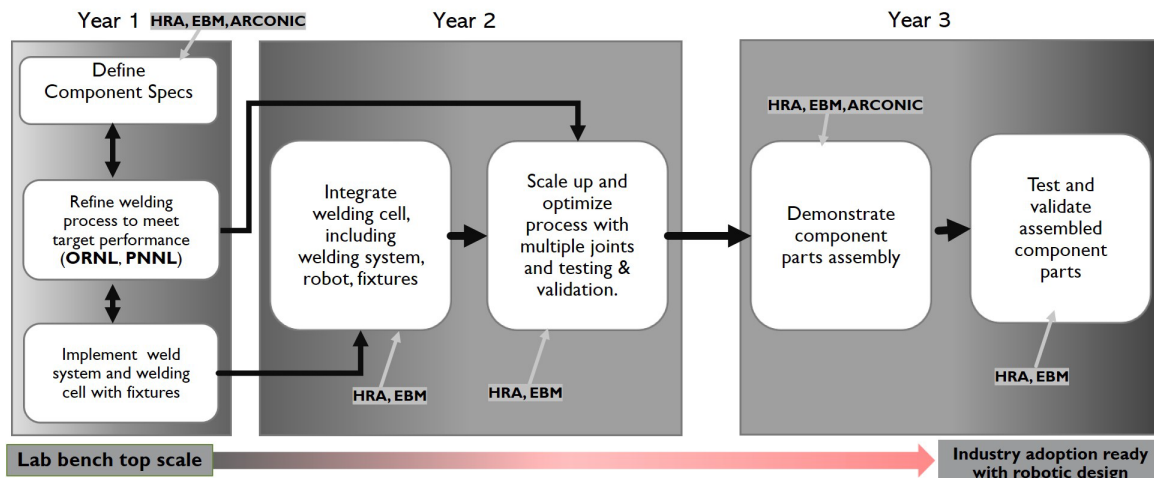 Year 1
HRA, EBM, ARCONIC
Define
Component Specs
Refine welding
process to meet
target performance
(ORNL, PNNL)
Implement weld
system and welding
cell with fixtures
Year 2
Integrate
welding cell,
including
welding system,
robot, fixtures
HRA, EBM
Scale up and
optimize
process with
multiple joints
and testing &
validation.
HRA, EBM
Year 3
HRA, EBM, ARCONIC
Demonstrate
component
parts assembly
Test and
validate
assembled
component
parts
HRA, EBM
Lab bench top scale
Industry adoption ready
with robotic design